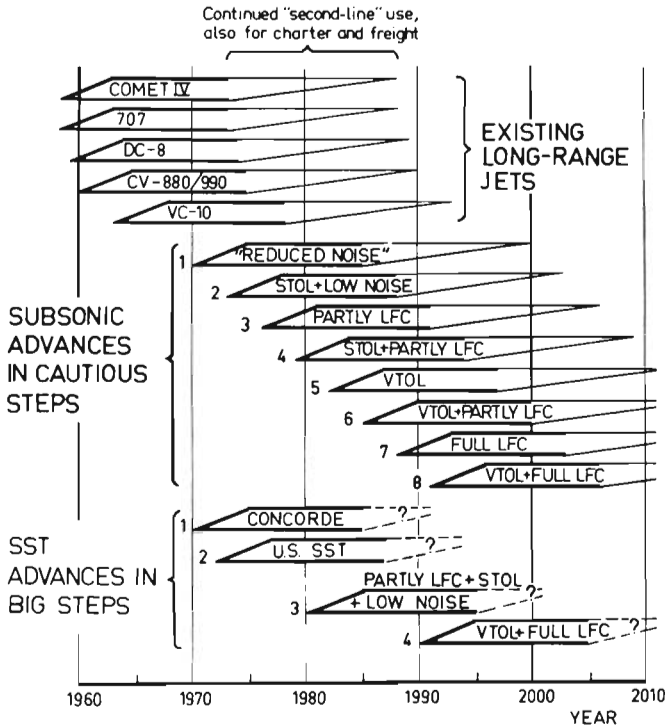 Continued "second-line" use,
also for charter and freight
COMET IV
707
DC-8
CV-880/990
VC-10
EXISTING
LONG-RANGE
JETS
SUBSONIC
ADVANCES
IN CAUTIOUS
STEPS
1 "REDUCED NOISE"
2 STOL+LOW NOISE
3 PARTLY LFC
4 STOL+PARTLY LFC
5 VTOL
6 VTOL+PARTLY LFC
7 FULL LFC
8 VTOL+FULL LFC
SST
ADVANCES IN
BIG STEPS
1 CONCORDE ?
2 U.S. SST ?
PARTLY LFC+STOL
3 + LOW NOISE ?
4 VTOL+FULL LFC ?
1960 1970 1980 1990 2000 2010
YEAR